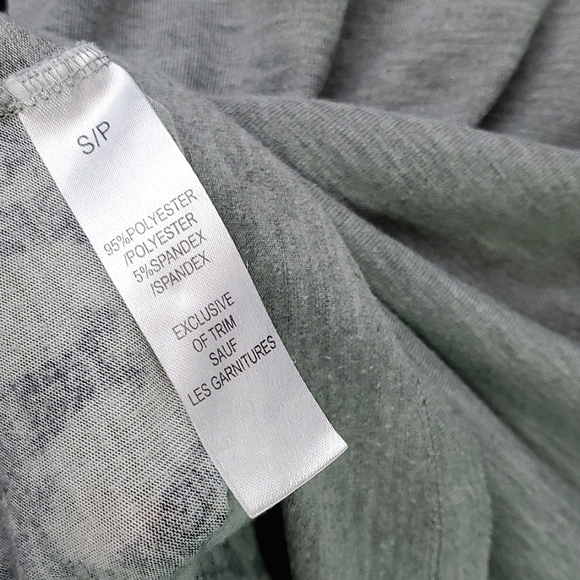 S/P
95%POLYESTER
/POLYESTER
5%SPANDEX
/SPANDEX
EXCLUSIVE
OF TRIM
SAUF
LES GARNITURES